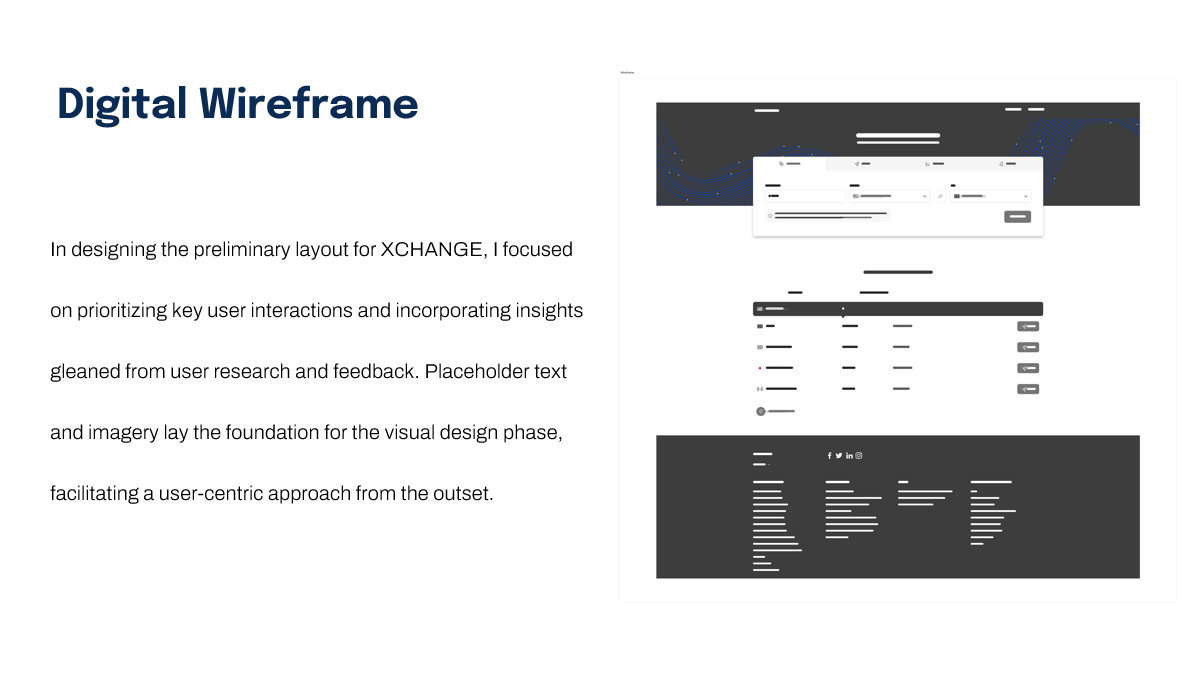 Digital Wireframe
Wireframe
In designing the preliminary layout for XCHANGE, I focused
on prioritizing key user interactions and incorporating insights
gleaned from user research and feedback. Placeholder text
and imagery lay the foundation for the visual design phase,
facilitating a user-centric approach from the outset.